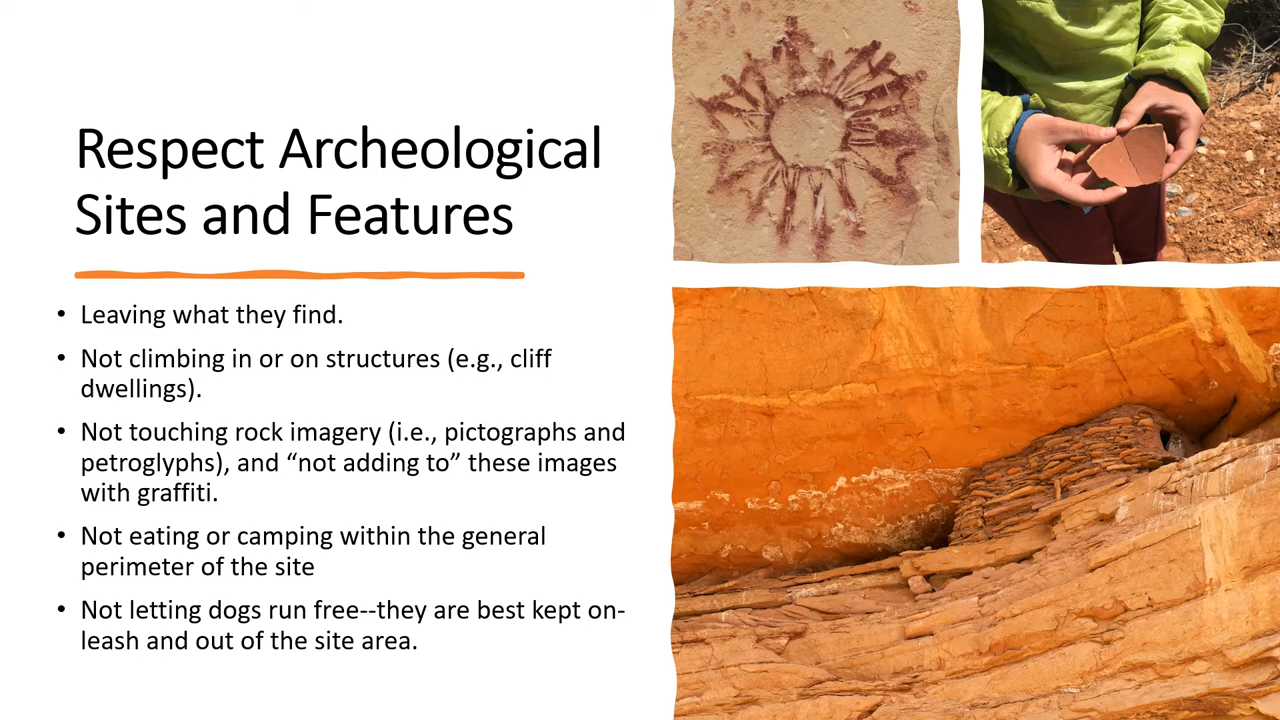 Respect Archeological
Sites and Features
• Leaving what they find.
• Not climbing in or on structures (e.g., cliff
dwellings).
• Not touching rock imagery (i.e., pictographs and
petroglyphs), and “not adding to” these images
with graffiti.
• Not eating or camping within the general
perimeter of the site
• Not letting dogs run free--they are best kept on-
leash and out of the site area.